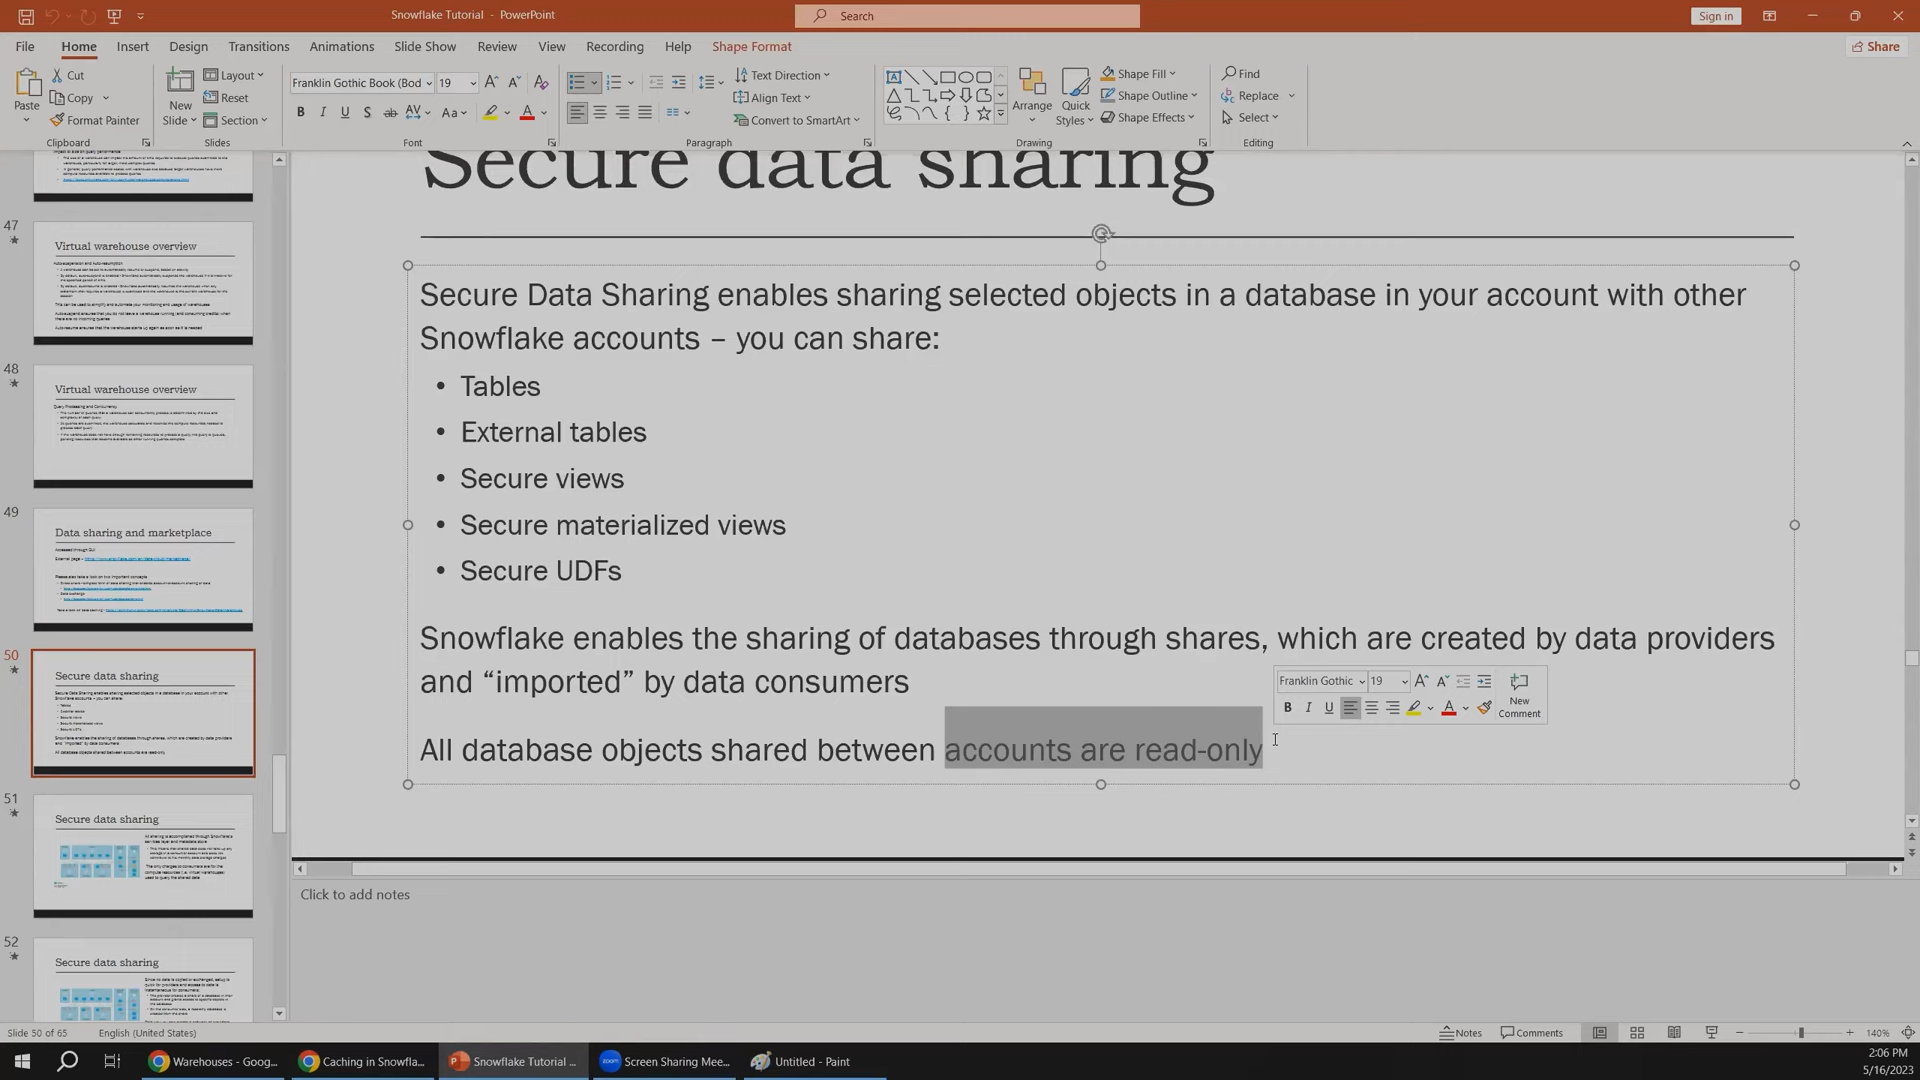 Snowflake Tutorial - PowerPoint
Search
Sign in
File Home Insert Design Transitions Animations Slide Show Review View Recording Help Shape Format
Share
Paste
Cut
Copy
Format Painter
Clipboard
New Slide
Layout
Reset
Section
Slides
Franklin Gothic Book (Bod 19
Font
Text Direction
Align Text
Convert to SmartArt
Paragraph
Arrange
Quick Styles
Shape Fill
Shape Outline
Shape Effects
Drawing
Find
Replace
Select
Editing
47
Virtual warehouse overview
48
Virtual warehouse overview
49
Data sharing and marketplace
50
Secure data sharing
51
Secure data sharing
52
Secure data sharing
Secure data sharing
Secure Data Sharing enables sharing selected objects in a database in your account with other
Snowflake accounts – you can share:
• Tables
• External tables
• Secure views
• Secure materialized views
• Secure UDFs
Snowflake enables the sharing of databases through shares, which are created by data providers
and “imported” by data consumers
All database objects shared between accounts are read-only
Franklin Gothic 19
New Comment
Click to add notes
Slide 50 of 65 English (United States)
Notes Comments 140%
Warehouses - Goog...
Caching in Snowfla...
Snowflake Tutorial ...
Screen Sharing Mee...
Untitled - Paint
2:06 PM
5/16/2023